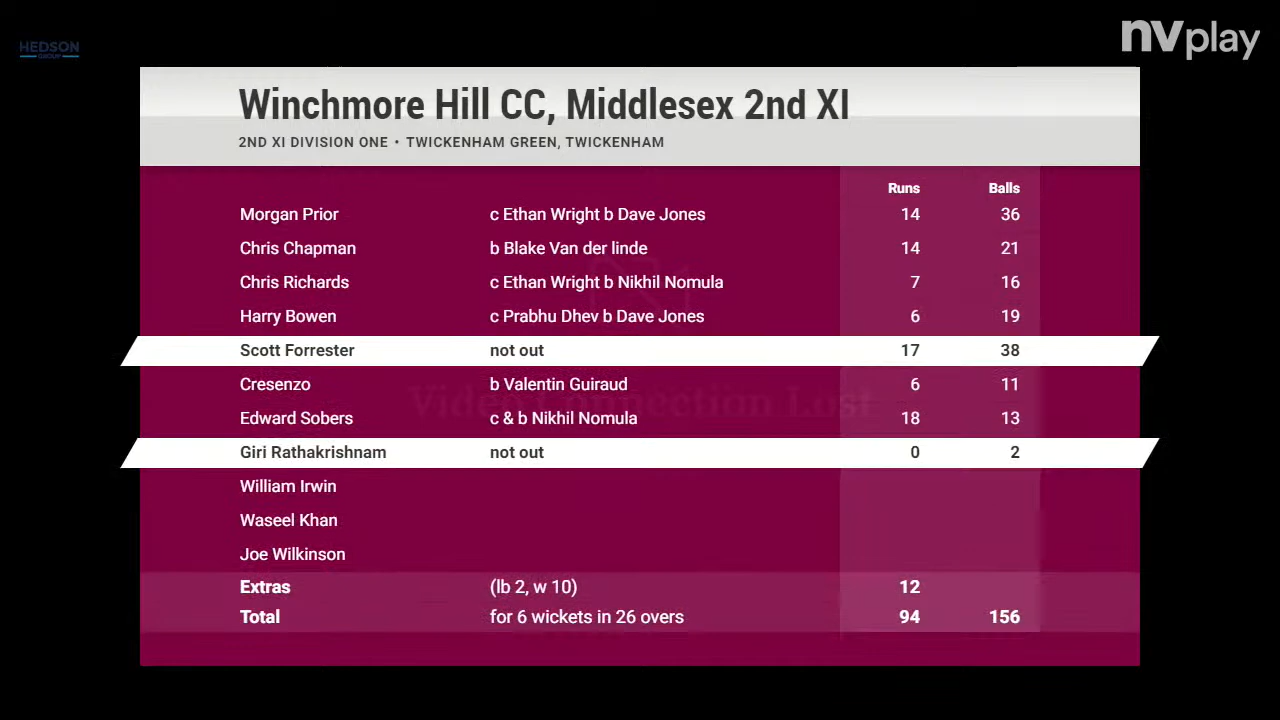 HEDSON
GROUP
nvplay
Winchmore Hill CC, Middlesex 2nd XI
2ND XI DIVISION ONE • TWICKENHAM GREEN, TWICKENHAM
Runs Balls
Morgan Prior c Ethan Wright b Dave Jones 14 36
Chris Chapman b Blake Van der linde 14 21
Chris Richards c Ethan Wright b Nikhil Nomula 7 16
Harry Bowen c Prabhu Dhev b Dave Jones 6 19
Scott Forrester not out 17 38
Cresenzo b Valentin Guiraud 6 11
Video Connection Lost
Edward Sobers c & b Nikhil Nomula 18 13
Giri Rathakrishnam not out 0 2
William Irwin
Waseel Khan
Joe Wilkinson
Extras (lb 2, w 10) 12
Total for 6 wickets in 26 overs 94 156